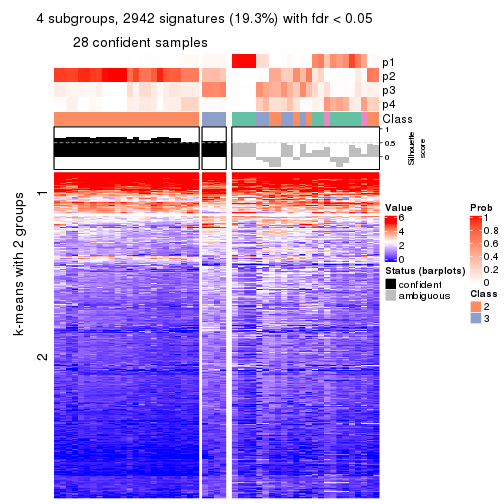 4 subgroups, 2942 signatures (19.3%) with fdr < 0.05
28 confident samples
p1
p2
p3
p4
Class
1
0.5
0
Silhouette
score
k-means with 2 groups
1
2
Value
6
4
2
0
Status (barplots)
confident
ambiguous
Prob
1
0.8
0.6
0.4
0.2
0
Class
2
3